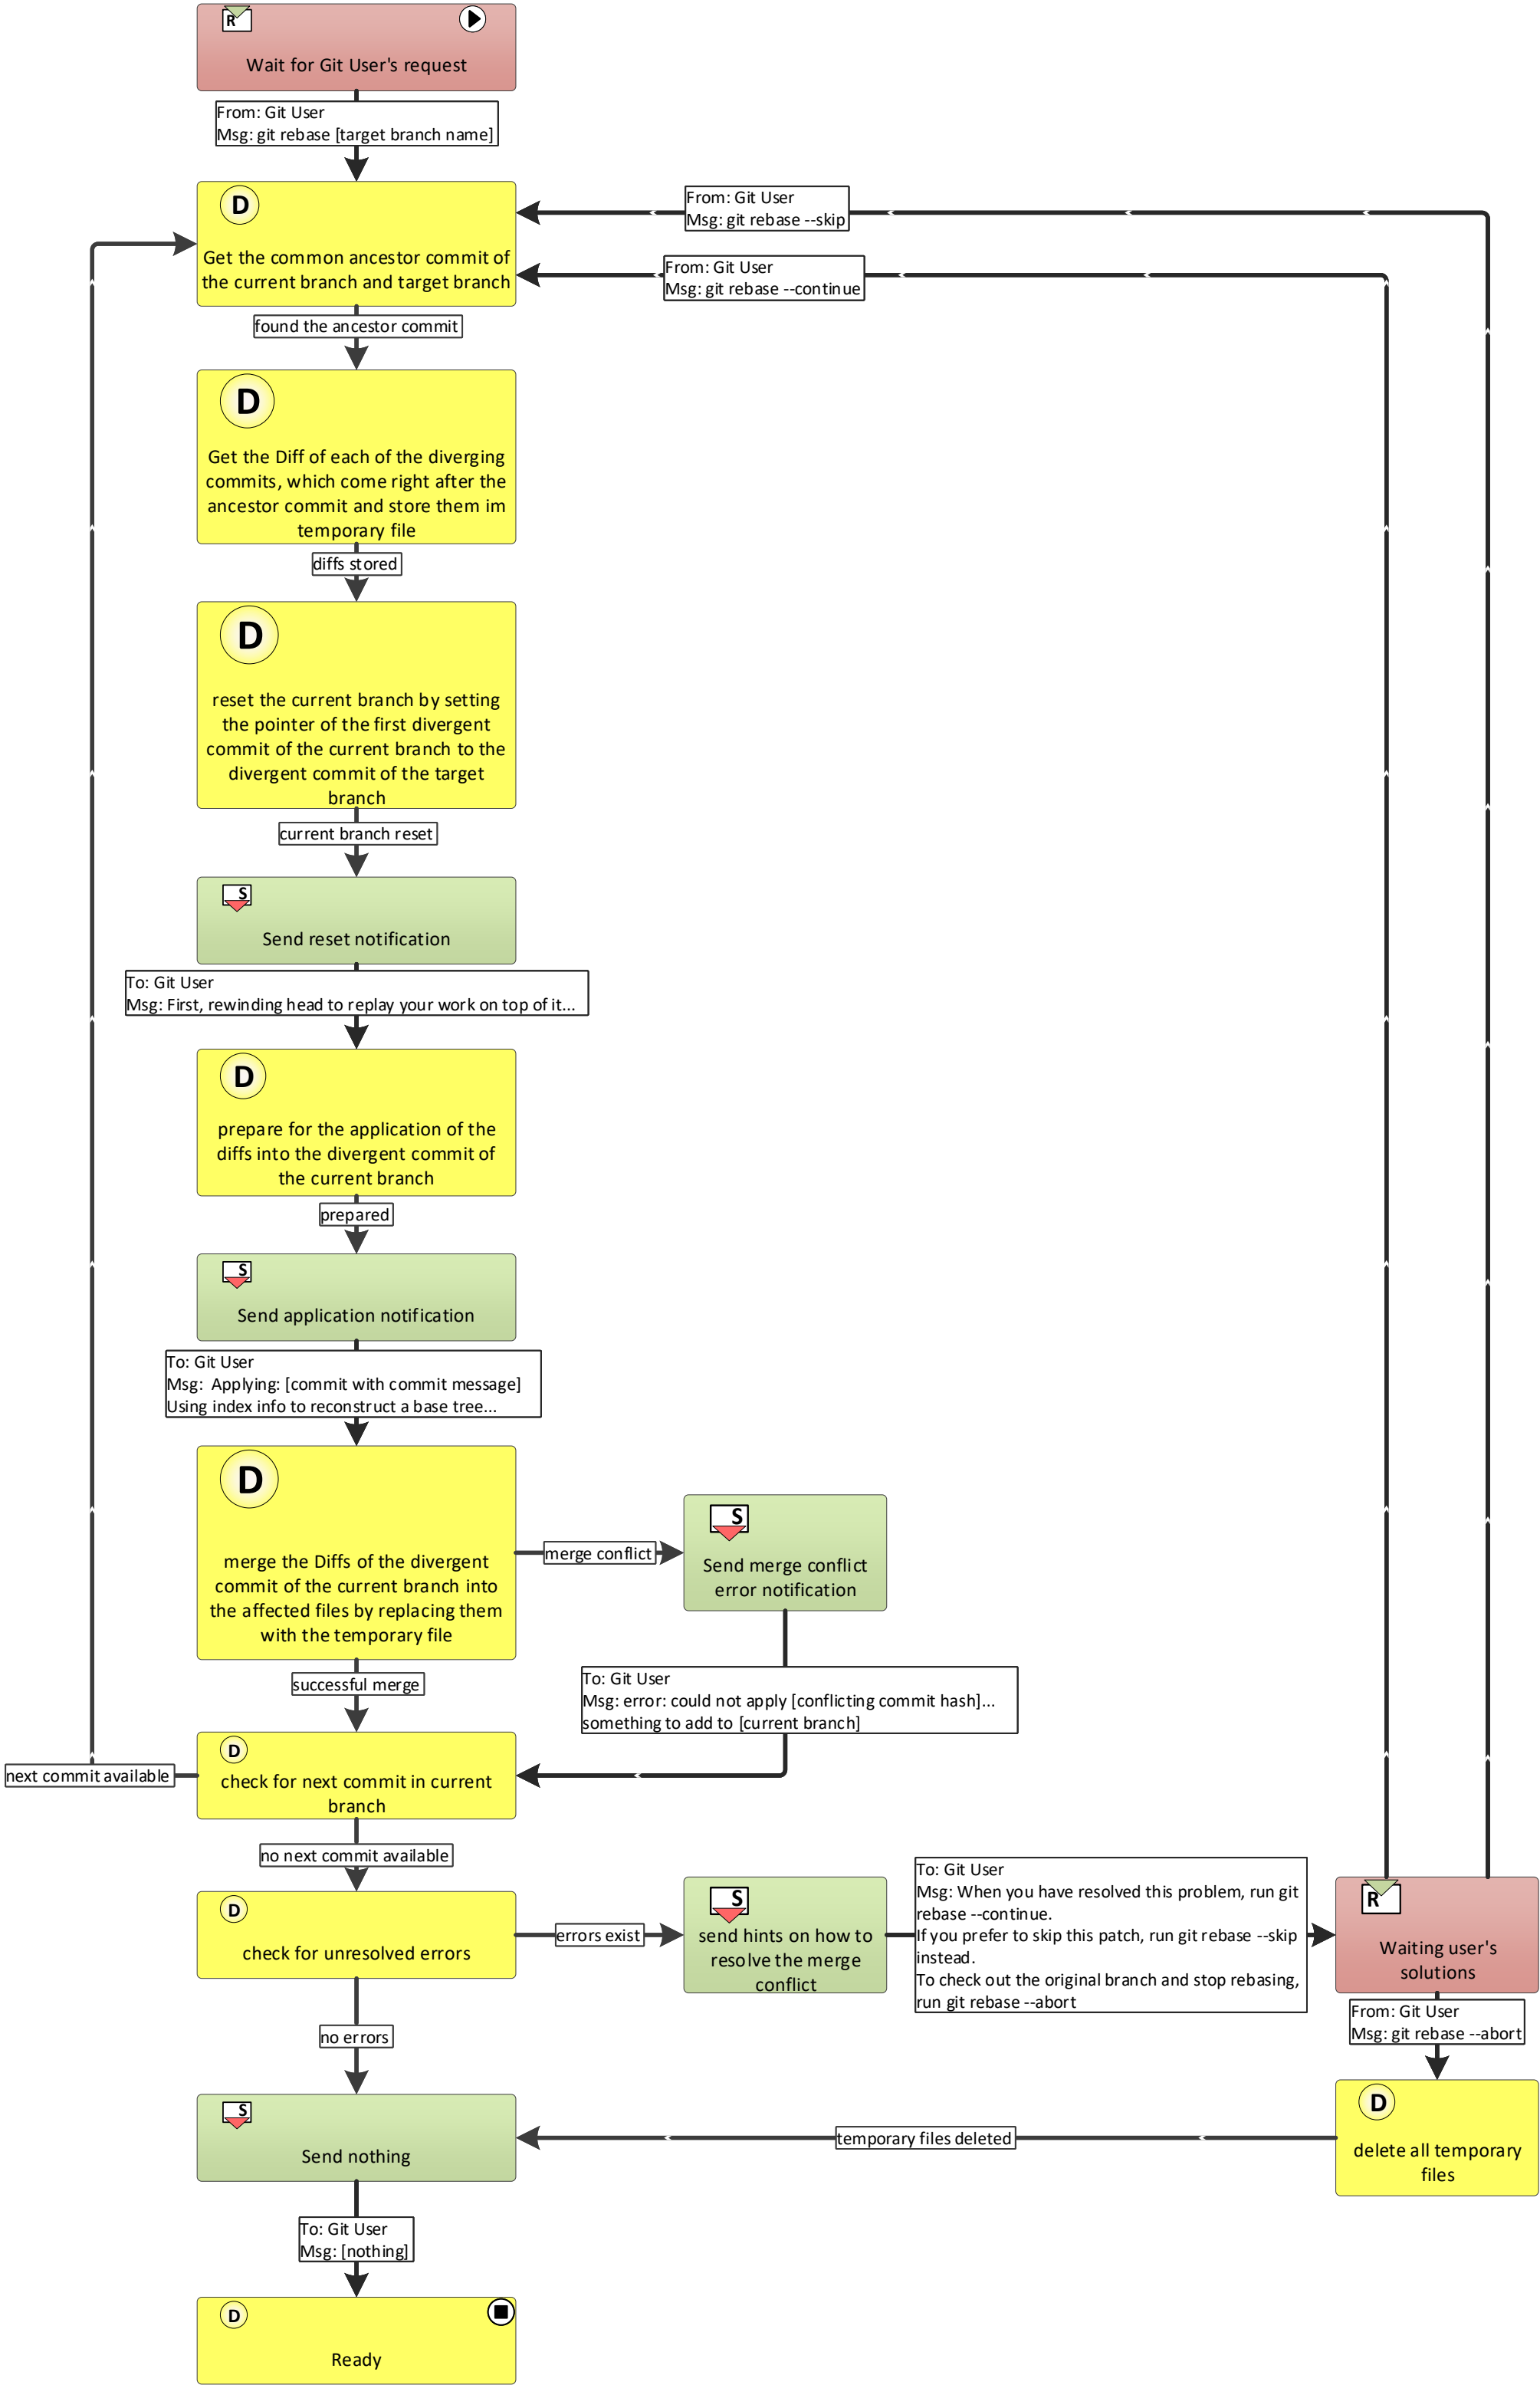 R
Wait for Git User's request
From: Git User
Msg: git rebase [target branch name]
D
Get the common ancestor commit of
the current branch and target branch
From: Git User
Msg: git rebase --skip
From: Git User
Msg: git rebase --continue
found the ancestor commit
D
Get the Diff of each of the diverging
commits, which come right after the
ancestor commit and store them im
temporary file
diffs stored
D
reset the current branch by setting
the pointer of the first divergent
commit of the current branch to the
divergent commit of the target
branch
current branch reset
S
Send reset notification
To: Git User
Msg: First, rewinding head to replay your work on top of it...
D
prepare for the application of the
diffs into the divergent commit of
the current branch
prepared
S
Send application notification
To: Git User
Msg:  Applying: [commit with commit message]
Using index info to reconstruct a base tree...
D
merge the Diffs of the divergent
commit of the current branch into
the affected files by replacing them
with the temporary file
merge conflict
S
Send merge conflict
error notification
successful merge
To: Git User
Msg: error: could not apply [conflicting commit hash]...
something to add to [current branch]
next commit available
D
check for next commit in current
branch
no next commit available
D
check for unresolved errors
errors exist
S
send hints on how to
resolve the merge
conflict
To: Git User
Msg: When you have resolved this problem, run git
rebase --continue.
If you prefer to skip this patch, run git rebase --skip
instead.
To check out the original branch and stop rebasing,
run git rebase --abort
R
Waiting user's
solutions
From: Git User
Msg: git rebase --abort
no errors
S
Send nothing
temporary files deleted
D
delete all temporary
files
To: Git User
Msg: [nothing]
D
Ready